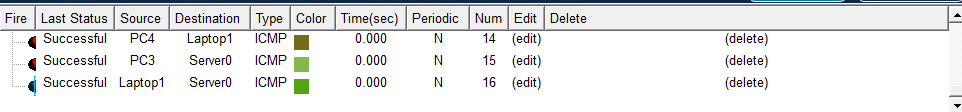 Fire Last Status Source Destination Type Color Time(sec) Periodic Num Edit Delete
Successful PC4 Laptop1 ICMP 0.000 N 14 (edit) (delete)
Successful PC3 Server0 ICMP 0.000 N 15 (edit) (delete)
Successful Laptop1 Server0 ICMP 0.000 N 16 (edit) (delete)